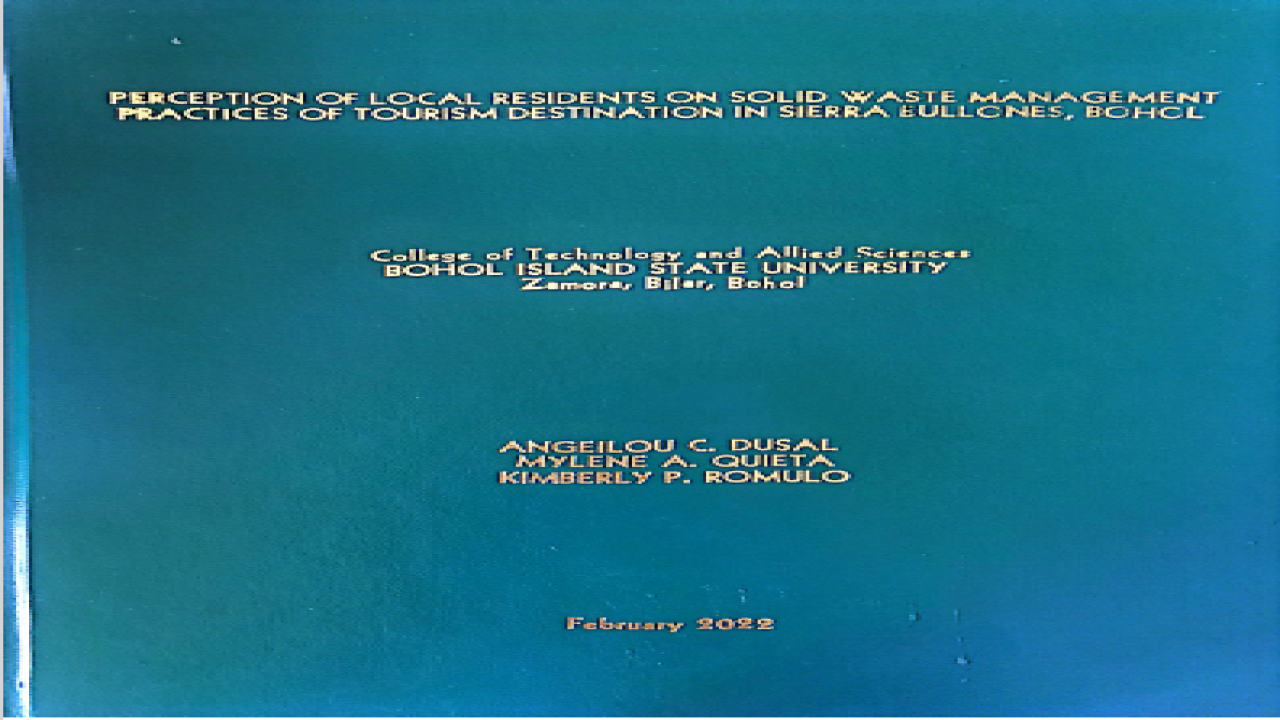 PERCEPTION OF LOCAL RESIDENTS ON SOLID WASTE MANAGEMENT
PRACTICES OF TOURISM DESTINATION IN SIERRA BULLONES, BOHOL
College of Technology and Allied Sciences
BOHOL ISLAND STATE UNIVERSITY
Zamora, Bilar, Bohol
ANGEILOU C. DUSAL
MYLENE A. QUIETA
KIMBERLY P. ROMULO
February 2022